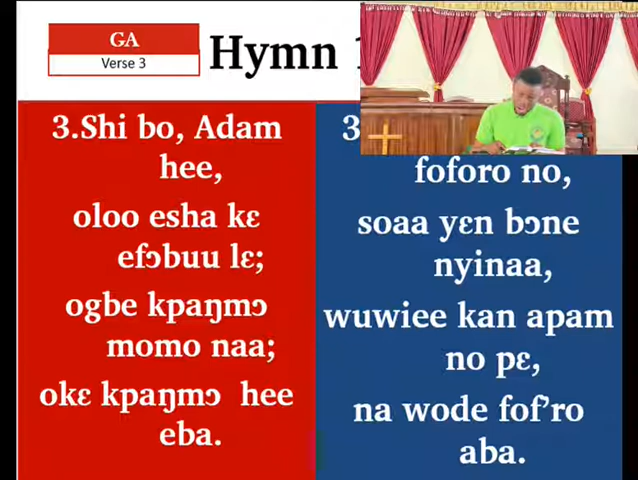 GA
Verse 3
Hymn
3.Shi bo, Adam
hee,
oloo esha kɛ
efɔbuu lɛ;
ogbe kpaŋmɔ
momo naa;
okɛ kpaŋmɔ hee
eba.
3
foforo no,
soaa yɛn bɔne
nyinaa,
wuwiee kan apam
no pɛ,
na wode fof’ro
aba.